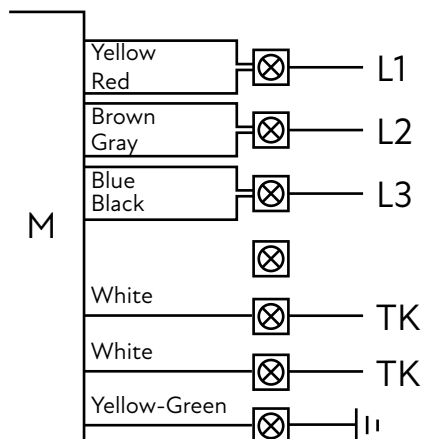 Yellow
Red
L1
Brown
Gray
L2
Blue
Black
L3
M
White
TK
White
TK
Yellow-Green